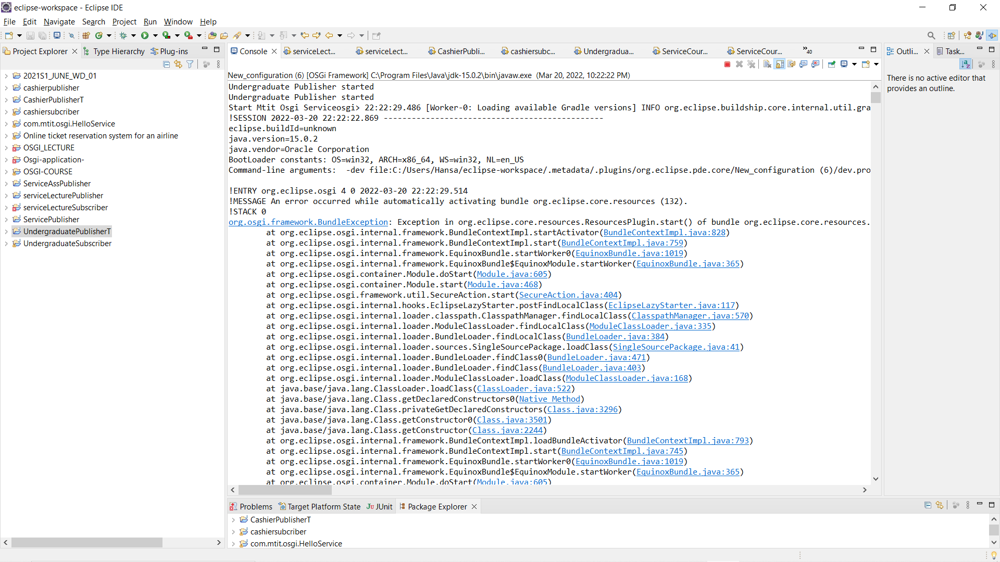 eclipse-workspace - Eclipse IDE
File Edit Navigate Search Project Run Window Help
Project Explorer Type Hierarchy Plug-ins
2021S1_JUNE_WD_01
cashierpublisher
CashierPublisherT
cashiersubcriber
com.mtit.osgi.HelloService
Online ticket reservation system for an airline
OSGI_LECTURE
Osgi-application-
OSGI-COURSE
ServiceAssPublisher
serviceLecturePublisher
serviceLectureSubscriber
ServicePublisher
UndergraduatePublisherT
UndergraduateSubscriber
Console serviceLect... serviceLect... CashierPubli... cashiersubc... Undergradua... ServiceCour... ServiceCour... »40
New_configuration (6) [OSGi Framework] C:\Program Files\Java\jdk-15.0.2\bin\javaw.exe (Mar 20, 2022, 10:22:22 PM)
Undergraduate Publisher started
Undergraduate Publisher started
Start Mtit Osgi Serviceosgi> 22:22:29.486 [Worker-0: Loading available Gradle versions] INFO org.eclipse.buildship.core.internal.util.gra
!SESSION 2022-03-20 22:22:22.869 -----------------------------------------------
eclipse.buildId=unknown
java.version=15.0.2
java.vendor=Oracle Corporation
BootLoader constants: OS=win32, ARCH=x86_64, WS=win32, NL=en_US
Command-line arguments:  -dev file:C:/Users/Hansa/eclipse-workspace/.metadata/.plugins/org.eclipse.pde.core/New_configuration (6)/dev.pro
!ENTRY org.eclipse.osgi 4 0 2022-03-20 22:22:29.514
!MESSAGE An error occurred while automatically activating bundle org.eclipse.core.resources (132).
!STACK 0
org.osgi.framework.BundleException: Exception in org.eclipse.core.resources.ResourcesPlugin.start() of bundle org.eclipse.core.resources.
at org.eclipse.osgi.internal.framework.BundleContextImpl.startActivator(BundleContextImpl.java:828)
at org.eclipse.osgi.internal.framework.BundleContextImpl.start(BundleContextImpl.java:759)
at org.eclipse.osgi.internal.framework.EquinoxBundle.startWorker0(EquinoxBundle.java:1019)
at org.eclipse.osgi.internal.framework.EquinoxBundle$EquinoxModule.startWorker(EquinoxBundle.java:365)
at org.eclipse.osgi.container.Module.doStart(Module.java:605)
at org.eclipse.osgi.container.Module.start(Module.java:468)
at org.eclipse.osgi.framework.util.SecureAction.start(SecureAction.java:404)
at org.eclipse.osgi.internal.hooks.EclipseLazyStarter.postFindLocalClass(EclipseLazyStarter.java:117)
at org.eclipse.osgi.internal.loader.classpath.ClasspathManager.findLocalClass(ClasspathManager.java:570)
at org.eclipse.osgi.internal.loader.ModuleClassLoader.findLocalClass(ModuleClassLoader.java:335)
at org.eclipse.osgi.internal.loader.BundleLoader.findLocalClass(BundleLoader.java:384)
at org.eclipse.osgi.internal.loader.sources.SingleSourcePackage.loadClass(SingleSourcePackage.java:41)
at org.eclipse.osgi.internal.loader.BundleLoader.findClass0(BundleLoader.java:471)
at org.eclipse.osgi.internal.loader.BundleLoader.findClass(BundleLoader.java:403)
at org.eclipse.osgi.internal.loader.ModuleClassLoader.loadClass(ModuleClassLoader.java:168)
at java.base/java.lang.ClassLoader.loadClass(ClassLoader.java:522)
at java.base/java.lang.Class.getDeclaredConstructors0(Native Method)
at java.base/java.lang.Class.privateGetDeclaredConstructors(Class.java:3296)
at java.base/java.lang.Class.getConstructor0(Class.java:3501)
at java.base/java.lang.Class.getConstructor(Class.java:2244)
at org.eclipse.osgi.internal.framework.BundleContextImpl.loadBundleActivator(BundleContextImpl.java:793)
at org.eclipse.osgi.internal.framework.BundleContextImpl.start(BundleContextImpl.java:745)
at org.eclipse.osgi.internal.framework.EquinoxBundle.startWorker0(EquinoxBundle.java:1019)
at org.eclipse.osgi.internal.framework.EquinoxBundle$EquinoxModule.startWorker(EquinoxBundle.java:365)
at org.eclipse.osgi.container.Module.doStart(Module.java:605)
Outli... Task...
There is no active editor that
provides an outline.
Problems Target Platform State JUnit Package Explorer
CashierPublisherT
cashiersubcriber
com.mtit.osgi.HelloService